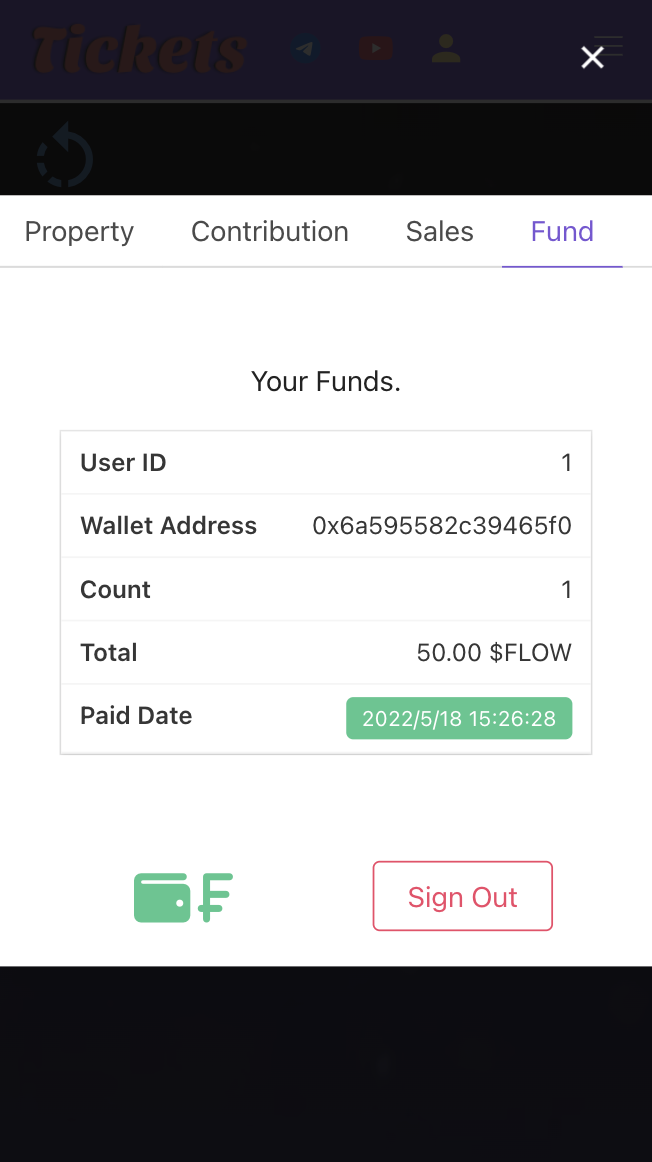 Tickets
Property Contribution Sales Fund
Your Funds.
User ID 1
Wallet Address 0x6a595582c39465f0
Count 1
Total 50.00 $FLOW
Paid Date 2022/5/18 15:26:28
Sign Out